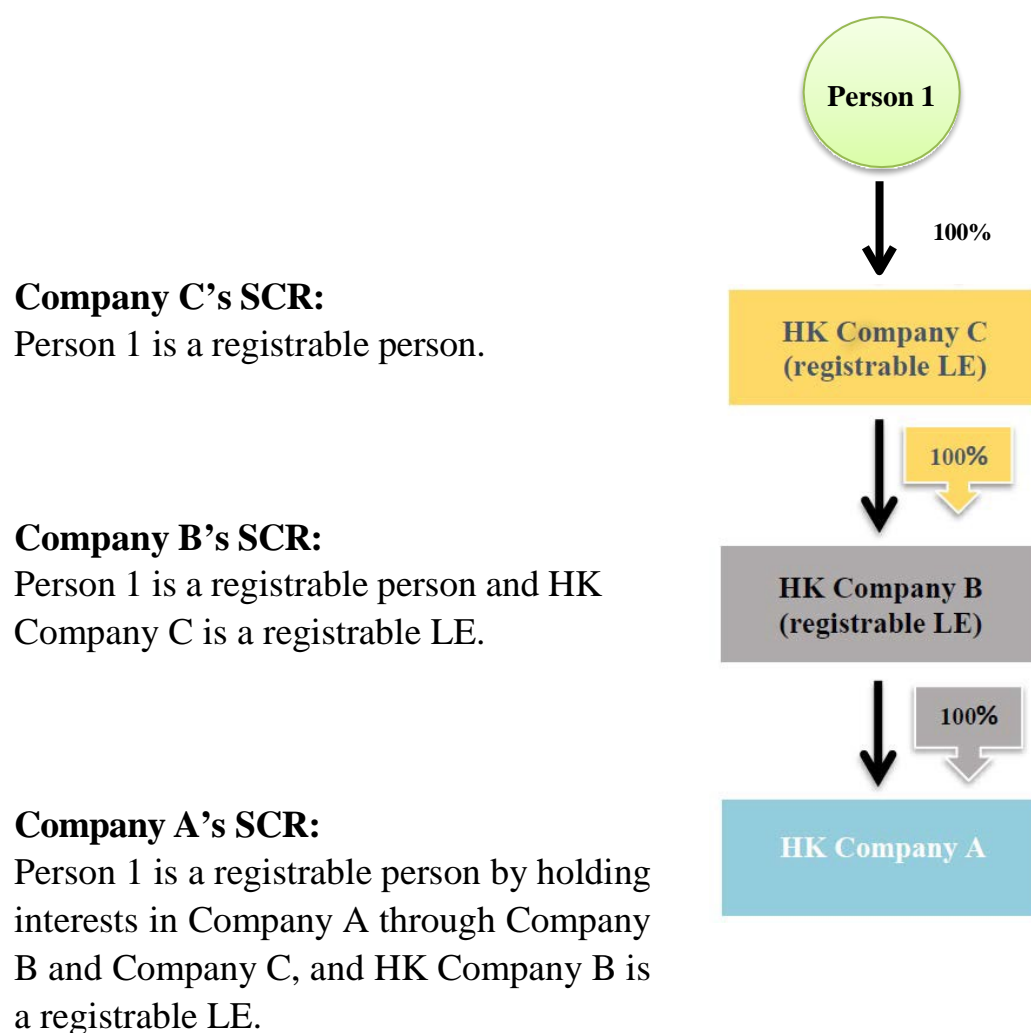 Person 1
100%
Company C’s SCR:
Person 1 is a registrable person.
HK Company C
(registrable LE)
100%
Company B’s SCR:
Person 1 is a registrable person and HK
Company C is a registrable LE.
HK Company B
(registrable LE)
100%
Company A’s SCR:
Person 1 is a registrable person by holding
interests in Company A through Company
B and Company C, and HK Company B is
a registrable LE.
HK Company A